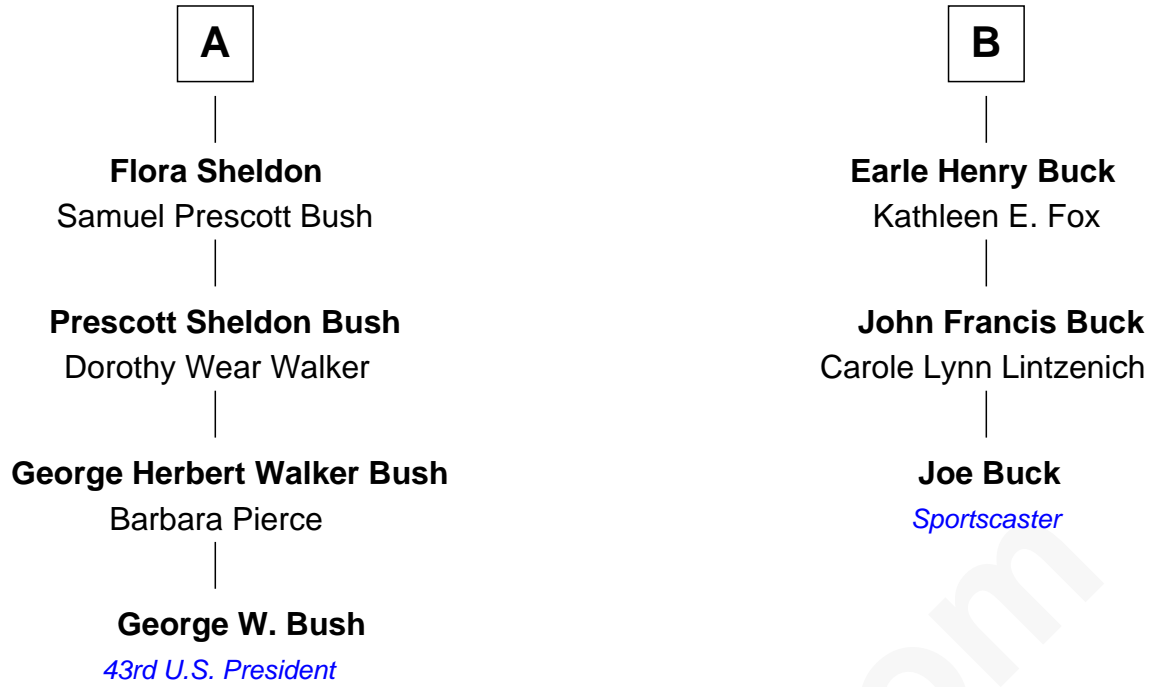 A
Flora Sheldon
Samuel Prescott Bush
Prescott Sheldon Bush
Dorothy Wear Walker
George Herbert Walker Bush
Barbara Pierce
George W. Bush
43rd U.S. President
B
Earle Henry Buck
Kathleen E. Fox
John Francis Buck
Carole Lynn Lintzenich
Joe Buck
Sportscaster
om